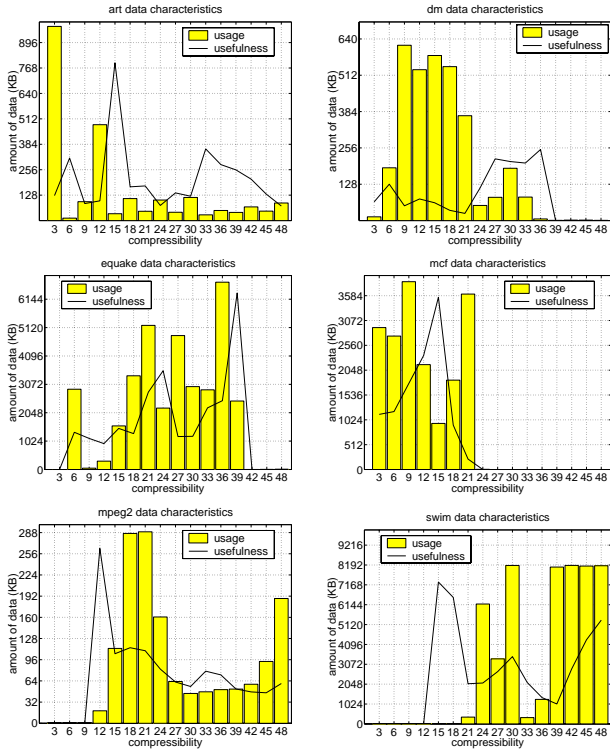 art data characteristics
usage
usefulness
896
768
640
512
384
256
128
amount of data (KB)
3 6 9 12 15 18 21 24 27 30 33 36 39 42 45 48
compressibility
dm data characteristics
usage
usefulness
640
512
384
256
128
amount of data (KB)
3 6 9 12 15 18 21 24 27 30 33 36 39 42 45 48
compressibility
equake data characteristics
usage
usefulness
6144
5120
4096
3072
2048
1024
0
amount of data (KB)
3 6 9 12 15 18 21 24 27 30 33 36 39 42 45 48
compressibility
mcf data characteristics
usage
usefulness
3584
3072
2560
2048
1536
1024
512
0
amount of data (KB)
3 6 9 12 15 18 21 24 27 30 33 36 39 42 45 48
compressibility
mpeg2 data characteristics
usage
usefulness
288
256
224
192
160
128
96
64
32
0
amount of data (KB)
3 6 9 12 15 18 21 24 27 30 33 36 39 42 45 48
compressibility
swim data characteristics
usage
usefulness
9216
8192
7168
6144
5120
4096
3072
2048
1024
0
amount of data (KB)
3 6 9 12 15 18 21 24 27 30 33 36 39 42 45 48
compressibility